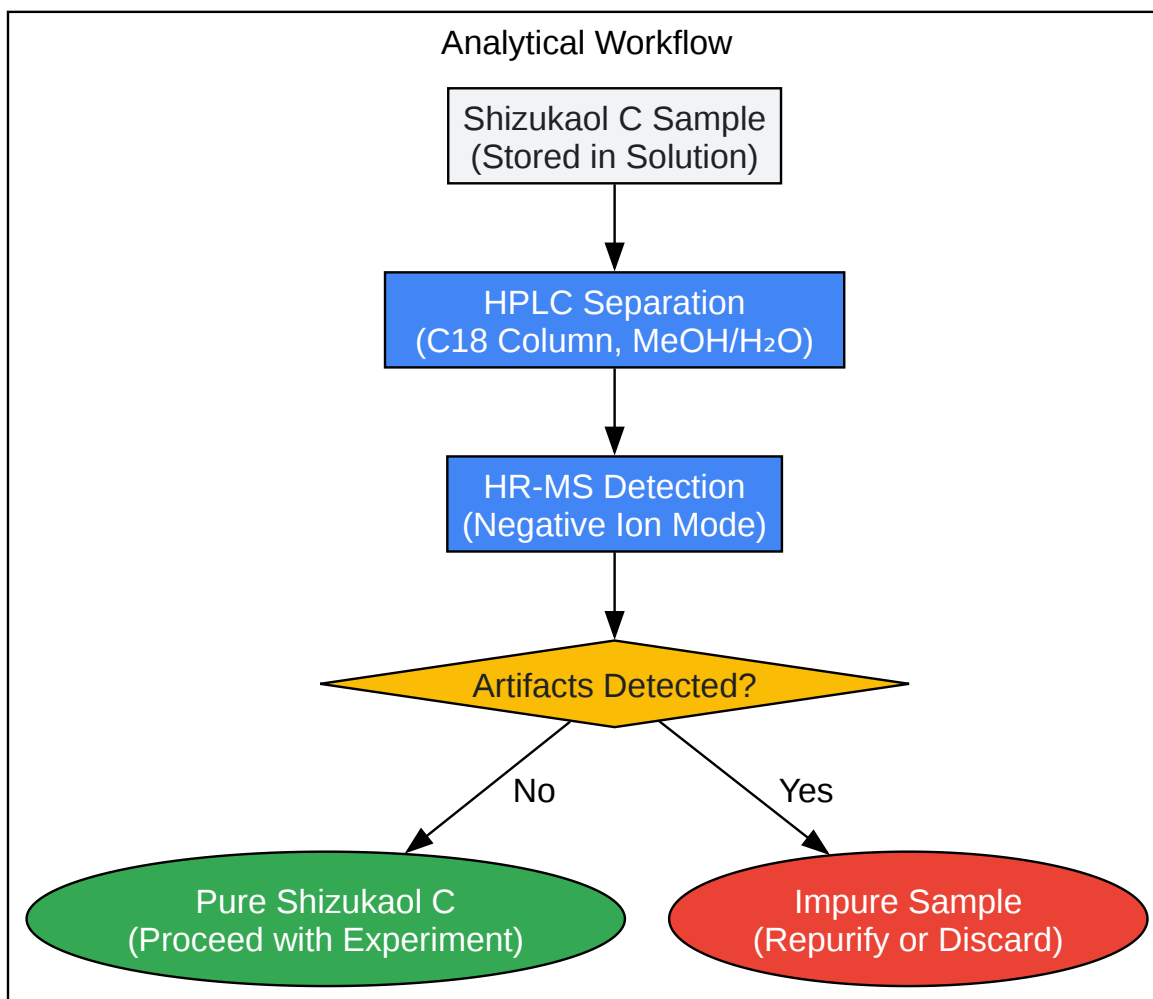 Analytical Workflow
Shizukaol C Sample
(Stored in Solution)
HPLC Separation
(C18 Column, MeOH/H₂O)
HR-MS Detection
(Negative Ion Mode)
Artifacts Detected?
No
Yes
Pure Shizukaol C
(Proceed with Experiment)
Impure Sample
(Repurify or Discard)